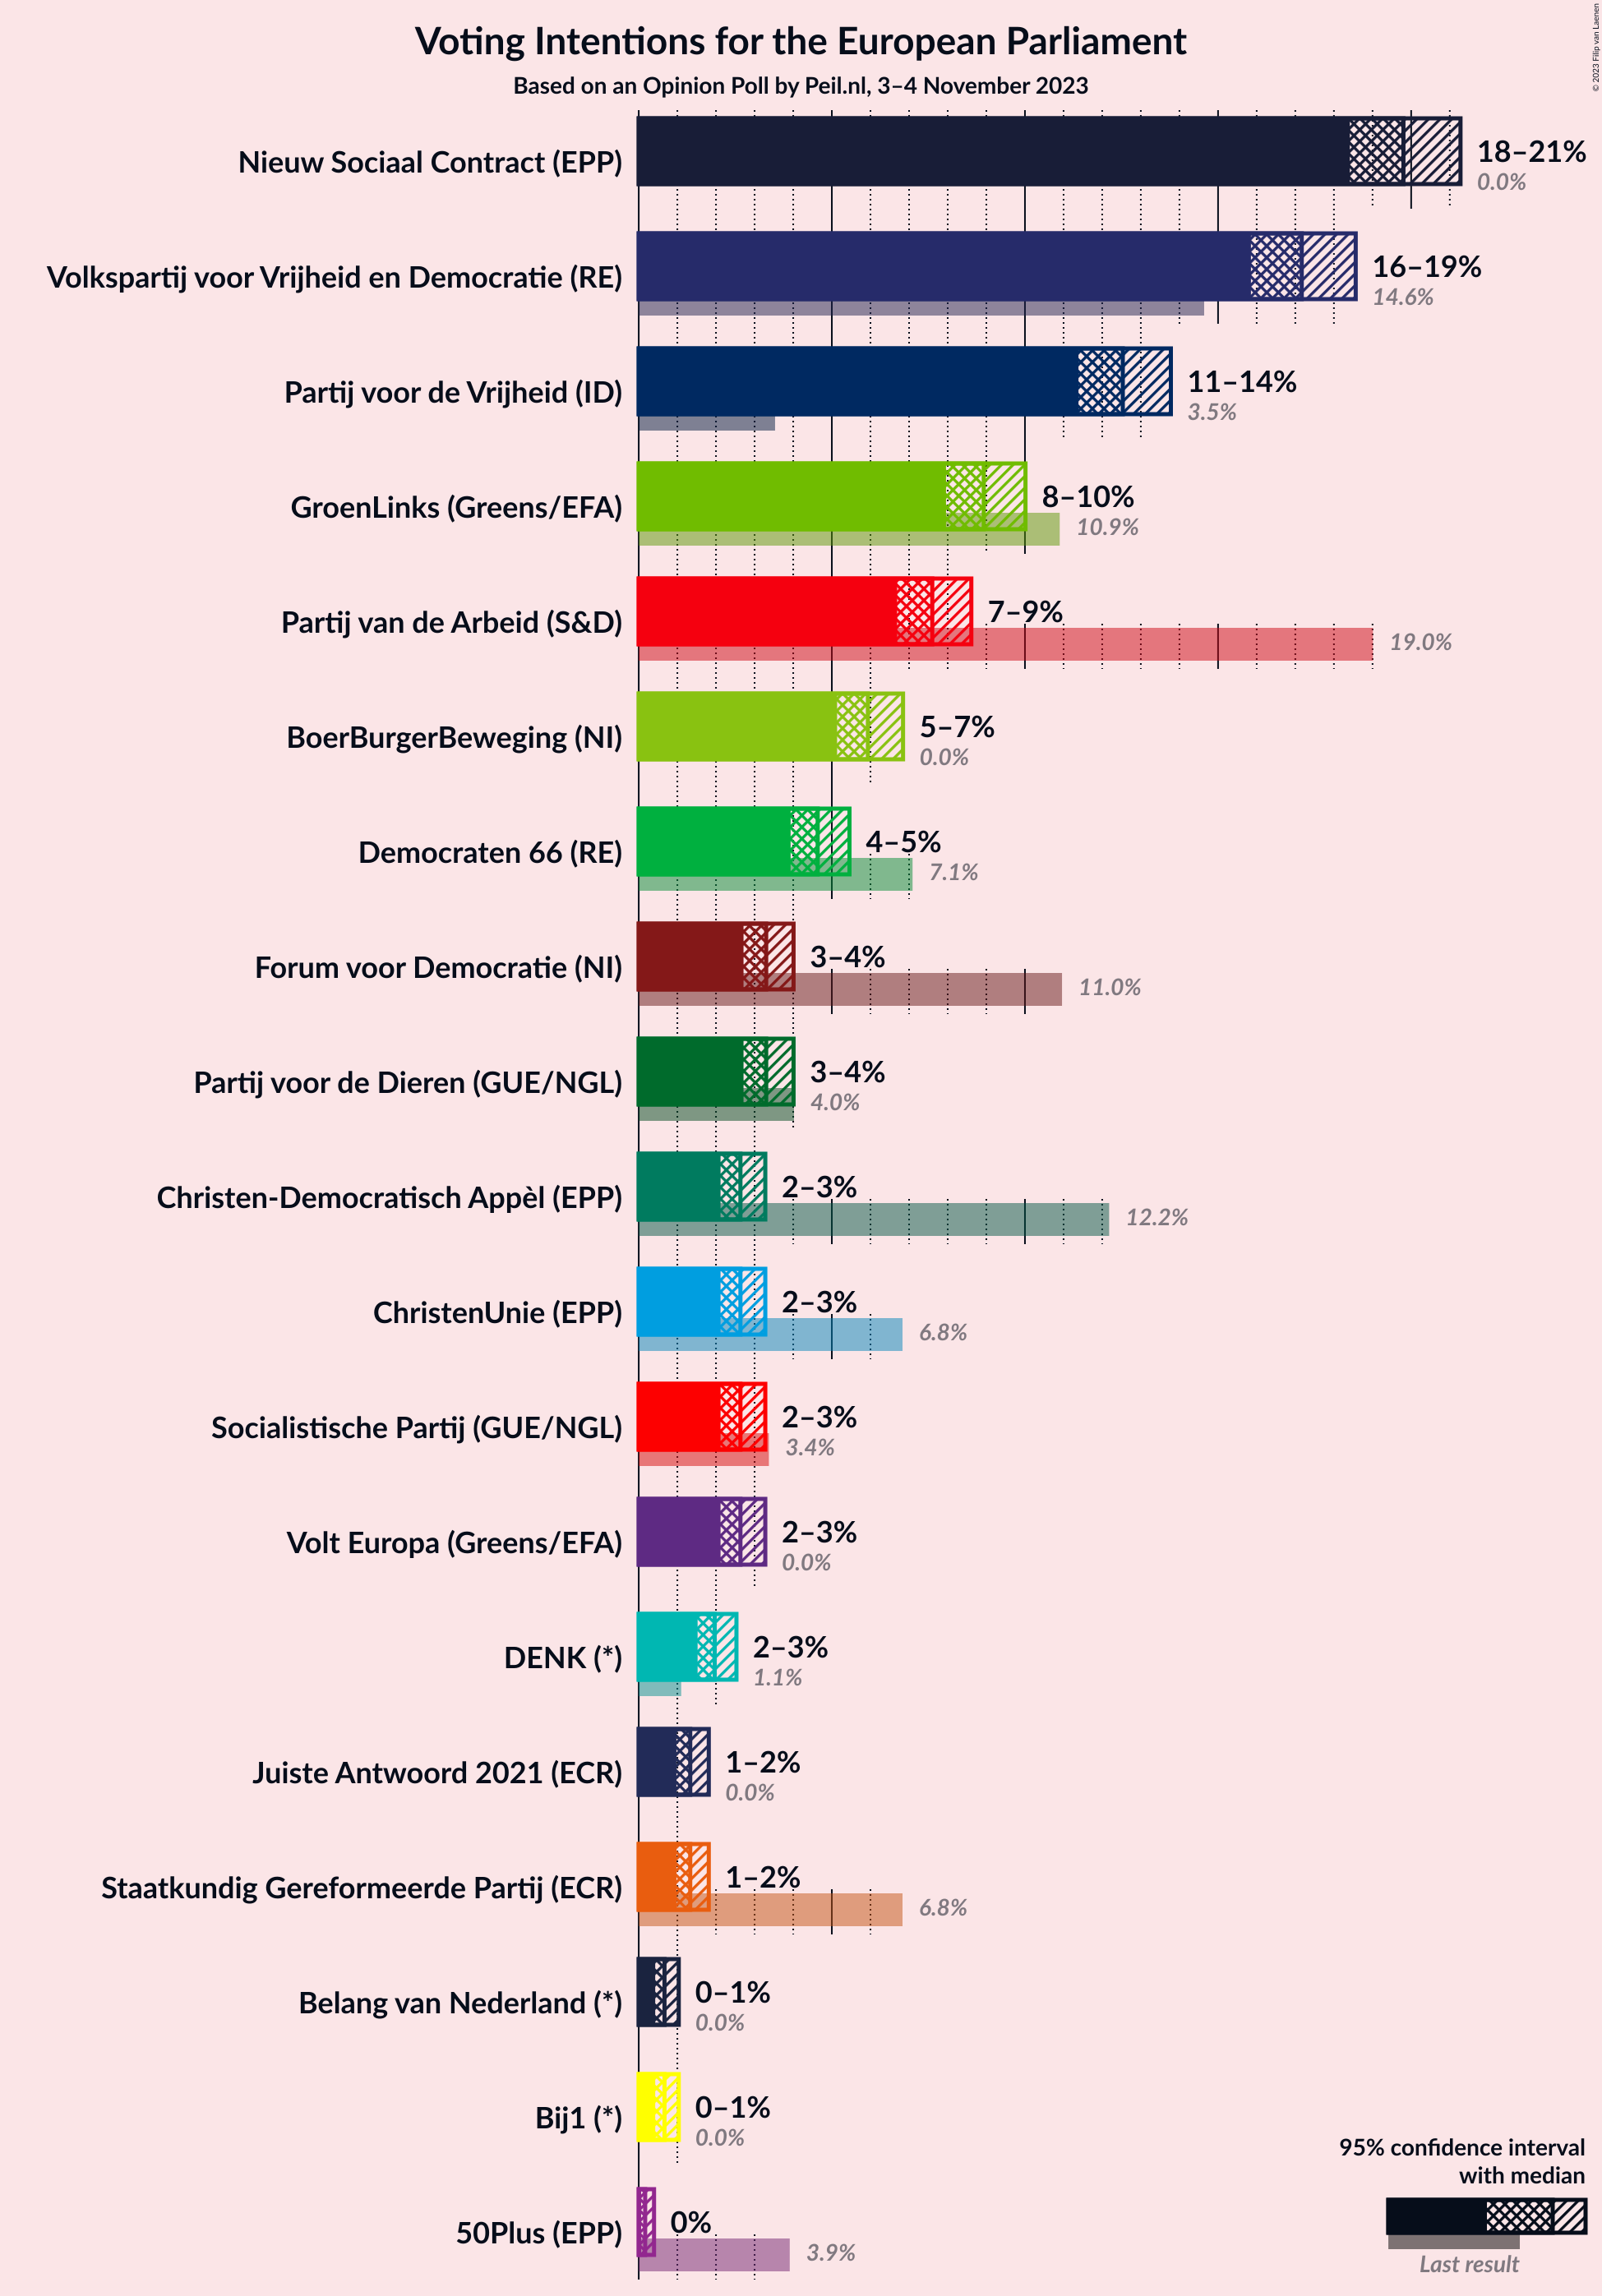 © 2023 Filip van Laenen
Voting Intentions for the European Parliament
Based on an Opinion Poll by Peil.nl, 3–4 November 2023
Nieuw Sociaal Contract (EPP)
18–21%
0.0%
Volkspartij voor Vrijheid en Democratie (RE)
16–19%
14.6%
Partij voor de Vrijheid (ID)
11–14%
3.5%
GroenLinks (Greens/EFA)
8–10%
10.9%
Partij van de Arbeid (S&D)
7–9%
19.0%
BoerBurgerBeweging (NI)
5–7%
0.0%
Democraten 66 (RE)
4–5%
7.1%
Forum voor Democratie (NI)
3–4%
11.0%
Partij voor de Dieren (GUE/NGL)
3–4%
4.0%
Christen-Democratisch Appèl (EPP)
2–3%
12.2%
ChristenUnie (EPP)
2–3%
6.8%
Socialistische Partij (GUE/NGL)
2–3%
3.4%
Volt Europa (Greens/EFA)
2–3%
0.0%
DENK (*)
2–3%
1.1%
Juiste Antwoord 2021 (ECR)
1–2%
0.0%
Staatkundig Gereformeerde Partij (ECR)
1–2%
6.8%
Belang van Nederland (*)
0–1%
0.0%
Bij1 (*)
0–1%
0.0%
50Plus (EPP)
0%
3.9%
95% confidence interval
with median
Last result